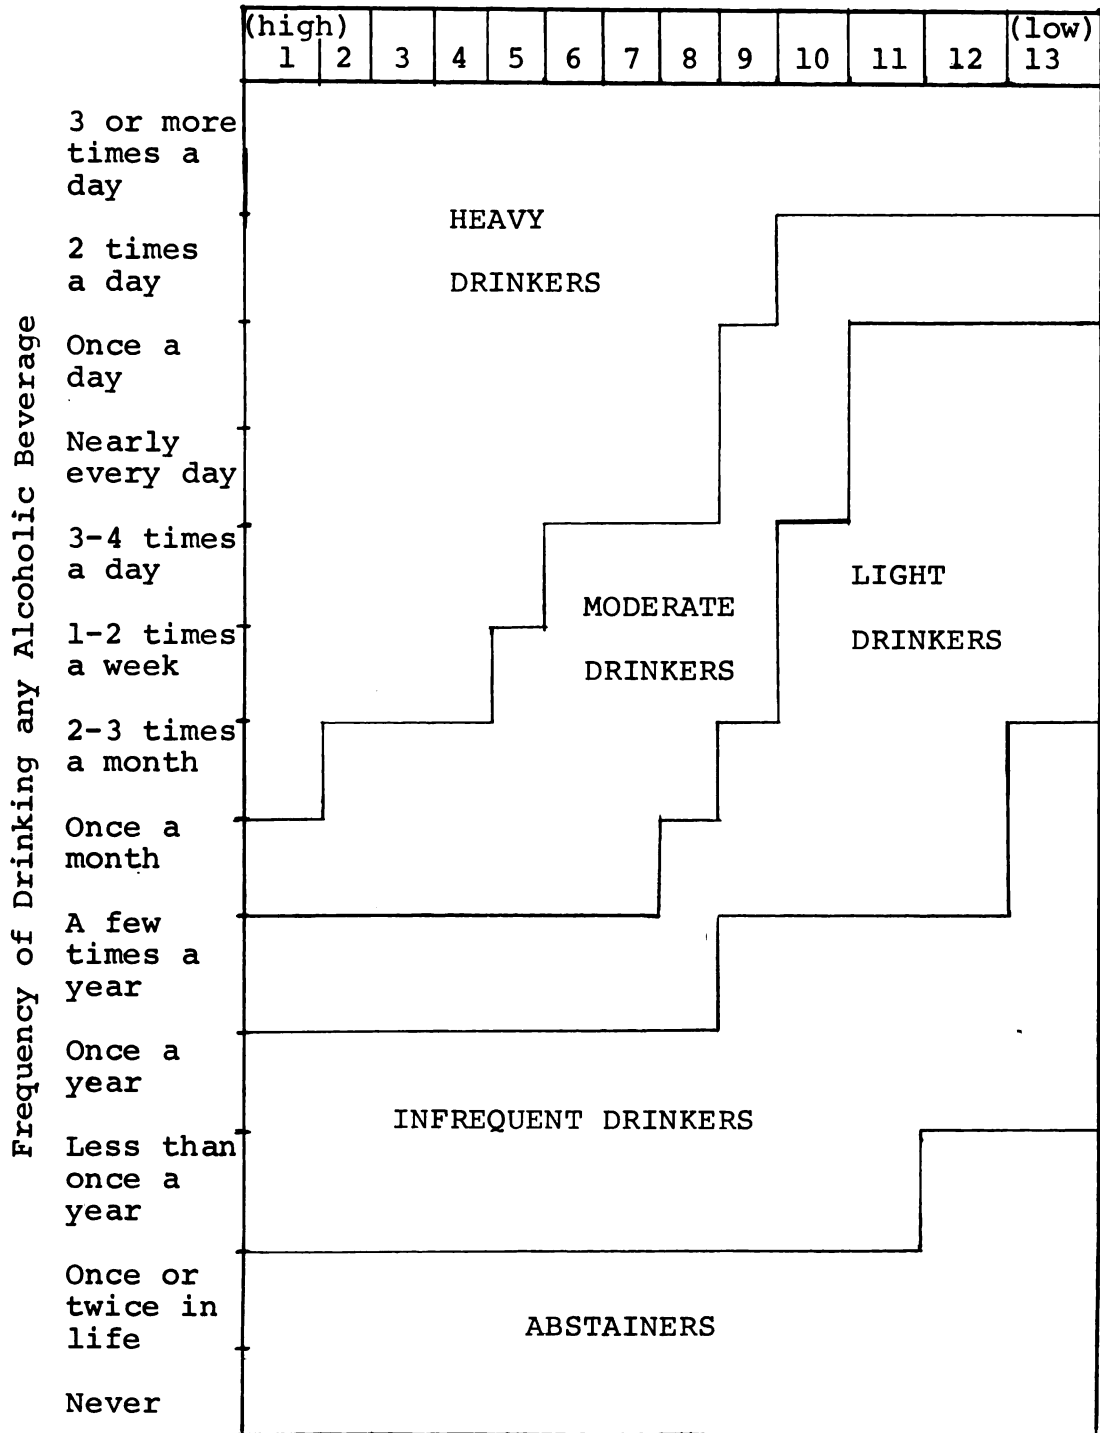 (high) (low)
1 2 3 4 5 6 7 8 9 10 11 12 13
Frequency of Drinking any Alcoholic Beverage
3 or more
times a
day
2 times
a day
Once a
day
Nearly
every day
3-4 times
a day
1-2 times
a week
2-3 times
a month
Once a
month
A few
times a
year
Once a
year
Less than
once a
year
Once or
twice in
life
Never
HEAVY
DRINKERS
MODERATE
DRINKERS
LIGHT
DRINKERS
INFREQUENT DRINKERS
ABSTAINERS